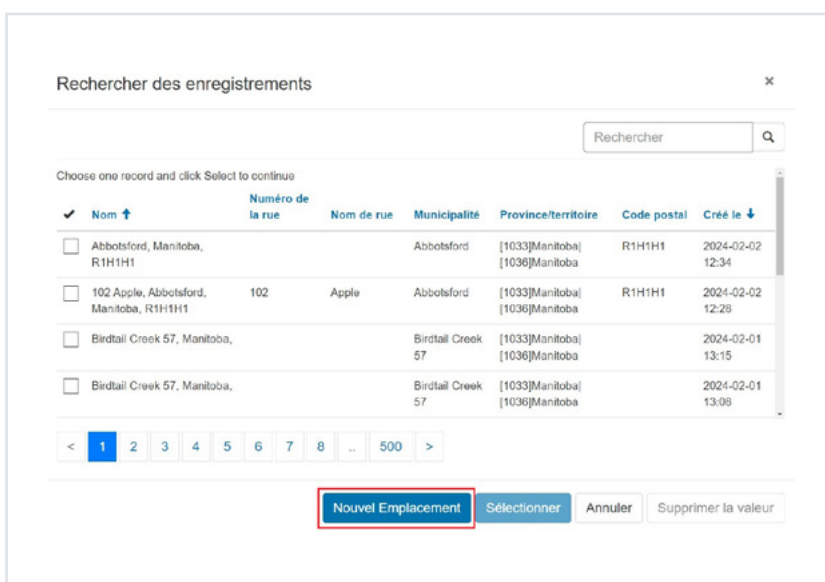 Rechercher des enregistrements
×
Rechercher
Choose one record and click Select to continue
Nom Numéro de la rue Nom de rue Municipalité Province/territoire Code postal Créé le
Abbotsford, Manitoba, Abbotsford [1033]Manitoba| R1H1H1 2024-02-02
R1H1H1 [1036]Manitoba 12:34
102 Apple, Abbotsford, 102 Apple Abbotsford [1033]Manitoba| R1H1H1 2024-02-02
Manitoba, R1H1H1 [1036]Manitoba 12:28
Birdtail Creek 57, Manitoba, Birdtail Creek [1033]Manitoba| 2024-02-01
57 [1036]Manitoba 13:15
Birdtail Creek 57, Manitoba, Birdtail Creek [1033]Manitoba| 2024-02-01
57 [1036]Manitoba 13:08
< 1 2 3 4 5 6 7 8 .. 500 >
Nouvel Emplacement Sélectionner Annuler Supprimer la valeur